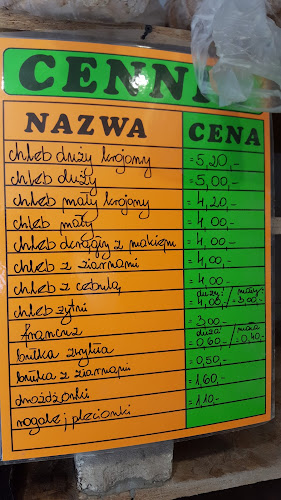 CENNI
NAZWA CENA
chleb duży krojony =5,20,-
chleb duży =5,00,-
chleb mały krojony =4,20,-
chleb mały =4,00,-
chleb okrągły z makiem =4,00,-
chleb z ziarnami =4,00,-
chleb z cebulą =4,00,-
chleb żytni duży: =4,00,- / mały: =3,00,-
francuz =3,00,-
bułka zwykła duża =0,60,- / mała =0,40,-
bułka z ziarnami =0,50,-
drożdżówki =1,60,-
rogale j plecionki =1,10,-